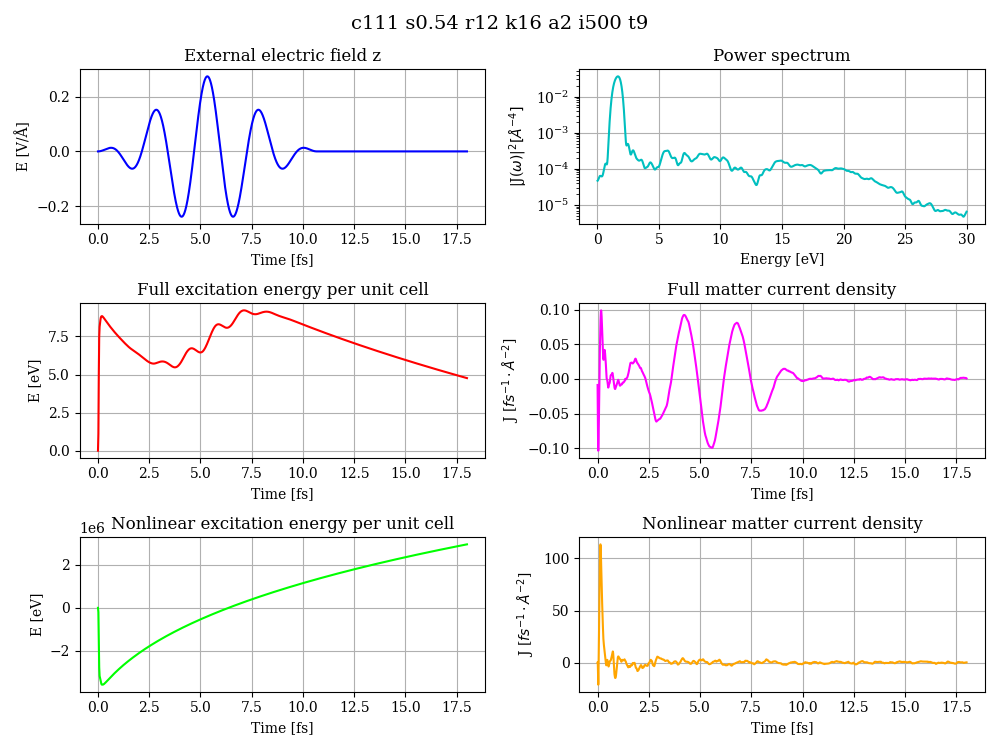 c111 s0.54 r12 k16 a2 i500 t9
External electric field z
E [V/Å]
0.2
0.0
−0.2
0.0 2.5 5.0 7.5 10.0 12.5 15.0 17.5
Time [fs]
Power spectrum
|J(ω)|²[Å⁻⁴]
10⁻²
10⁻³
10⁻⁴
10⁻⁵
0 5 10 15 20 25 30
Energy [eV]
Full excitation energy per unit cell
E [eV]
7.5
5.0
2.5
0.0
0.0 2.5 5.0 7.5 10.0 12.5 15.0 17.5
Time [fs]
Full matter current density
J [fs⁻¹ · Å⁻²]
0.10
0.05
0.00
−0.05
−0.10
0.0 2.5 5.0 7.5 10.0 12.5 15.0 17.5
Time [fs]
1e6
Nonlinear excitation energy per unit cell
E [eV]
2
0
−2
0.0 2.5 5.0 7.5 10.0 12.5 15.0 17.5
Time [fs]
Nonlinear matter current density
J [fs⁻¹ · Å⁻²]
100
50
0
0.0 2.5 5.0 7.5 10.0 12.5 15.0 17.5
Time [fs]